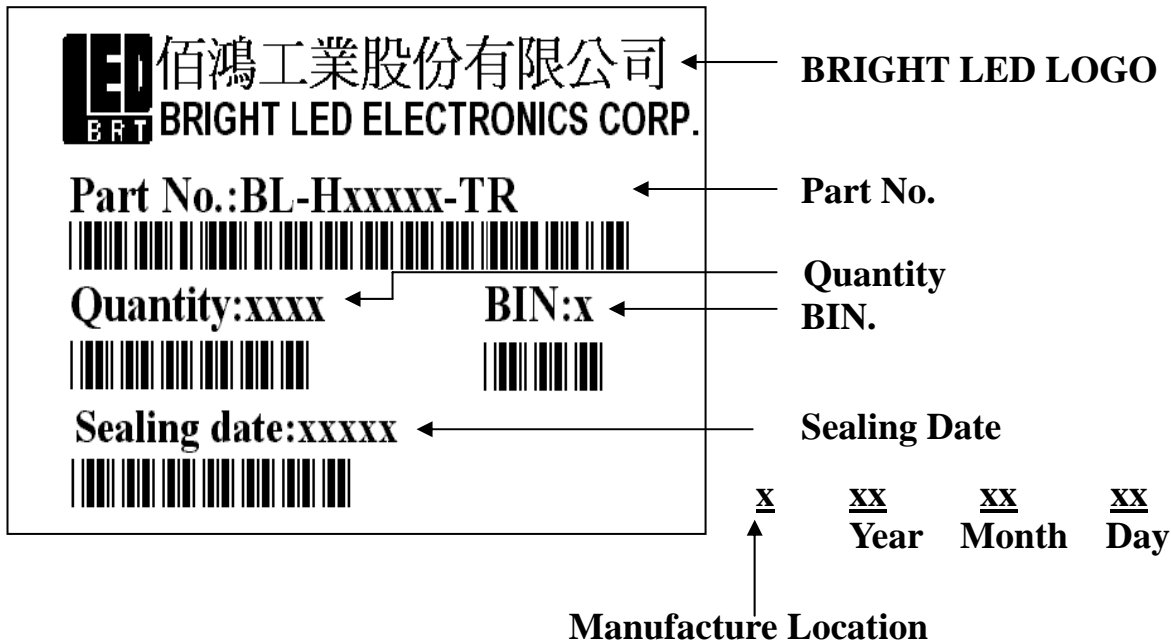 LED 佰鴻工業股份有限公司
BRT BRIGHT LED ELECTRONICS CORP.
BRIGHT LED LOGO
Part No.:BL-Hxxxxx-TR
Part No.
Quantity:xxxx
BIN:x
Quantity
BIN.
Sealing date:xxxxx
Sealing Date
x xx xx xx
Year Month Day
Manufacture Location